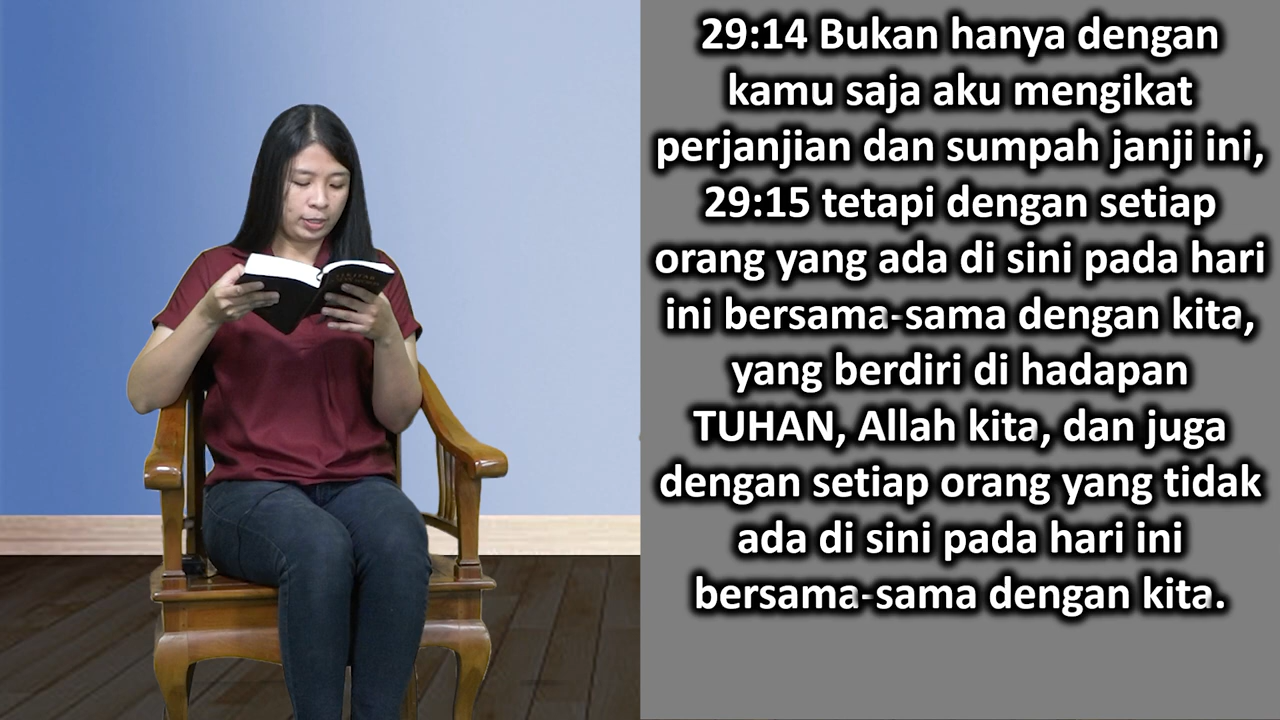 29:14 Bukan hanya dengan
kamu saja aku mengikat
perjanjian dan sumpah janji ini,
29:15 tetapi dengan setiap
orang yang ada di sini pada hari
ini bersama-sama dengan kita,
yang berdiri di hadapan
TUHAN, Allah kita, dan juga
dengan setiap orang yang tidak
ada di sini pada hari ini
bersama-sama dengan kita.